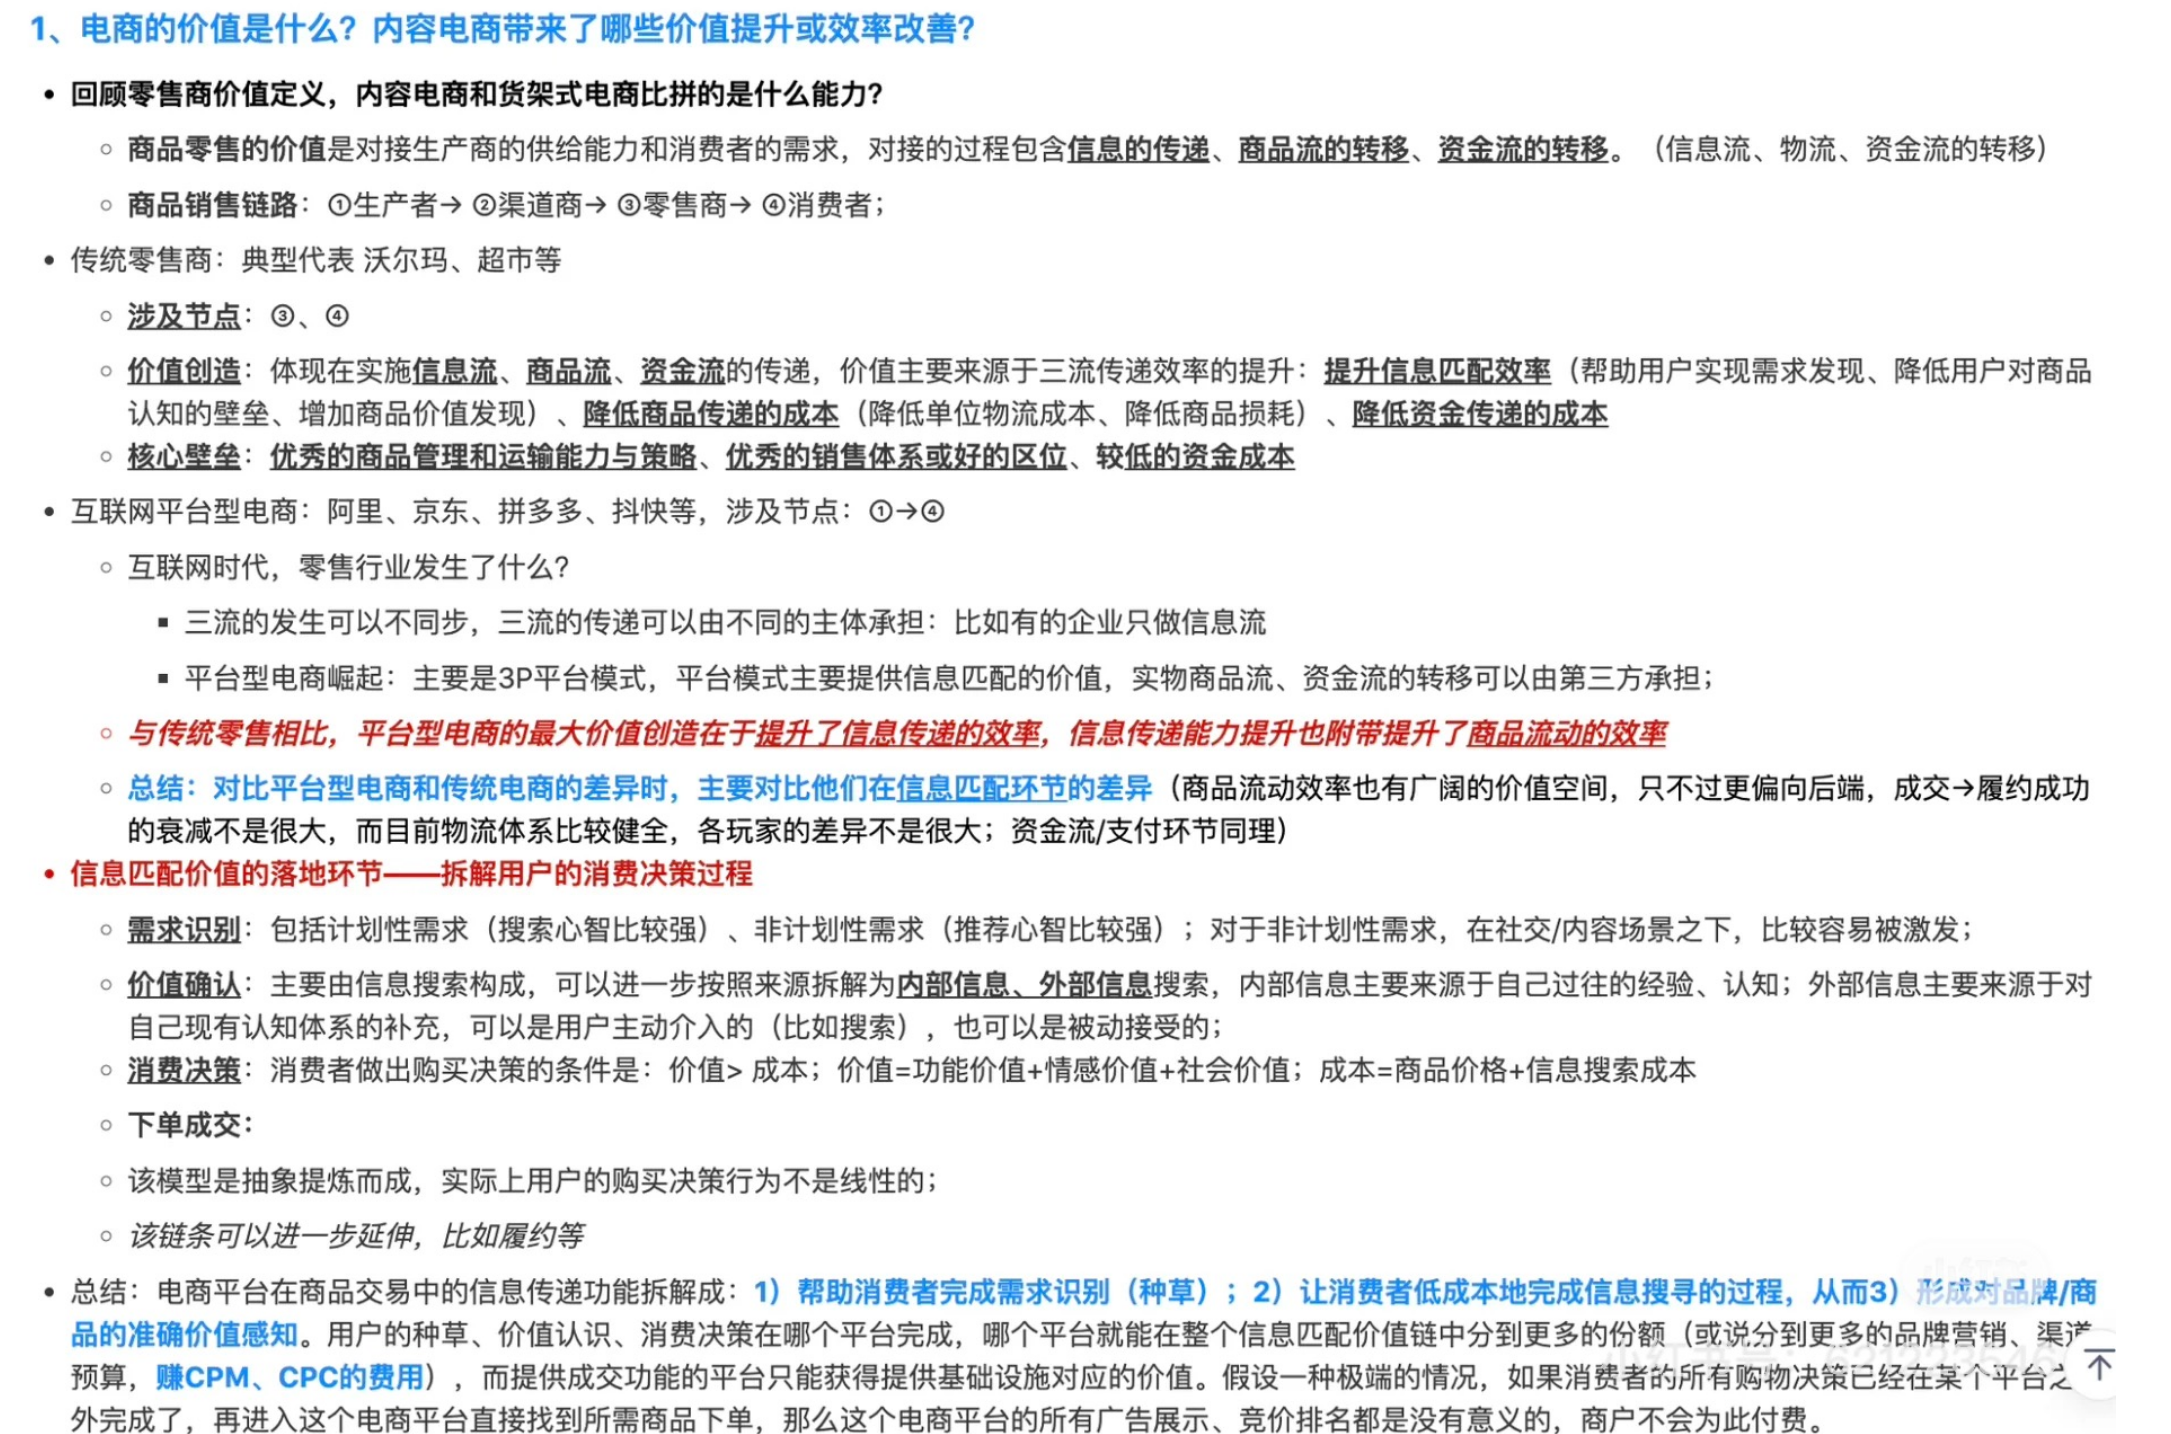 1、电商的价值是什么？内容电商带来了哪些价值提升或效率改善？
• 回顾零售商价值定义，内容电商和货架式电商比拼的是什么能力？
◦ 商品零售的价值是对接生产商的供给能力和消费者的需求，对接的过程包含信息的传递、商品流的转移、资金流的转移。（信息流、物流、资金流的转移）
◦ 商品销售链路：①生产者→ ②渠道商→ ③零售商→ ④消费者；
• 传统零售商：典型代表 沃尔玛、超市等
◦ 涉及节点：③、④
◦ 价值创造：体现在实施信息流、商品流、资金流的传递，价值主要来源于三流传递效率的提升：提升信息匹配效率（帮助用户实现需求发现、降低用户对商品
认知的壁垒、增加商品价值发现）、降低商品传递的成本（降低单位物流成本、降低商品损耗）、降低资金传递的成本
◦ 核心壁垒：优秀的商品管理和运输能力与策略、优秀的销售体系或好的区位、较低的资金成本
• 互联网平台型电商：阿里、京东、拼多多、抖快等，涉及节点：①→④
◦ 互联网时代，零售行业发生了什么？
▪ 三流的发生可以不同步，三流的传递可以由不同的主体承担：比如有的企业只做信息流
▪ 平台型电商崛起：主要是3P平台模式，平台模式主要提供信息匹配的价值，实物商品流、资金流的转移可以由第三方承担；
◦ 与传统零售相比，平台型电商的最大价值创造在于提升了信息传递的效率，信息传递能力提升也附带提升了商品流动的效率
◦ 总结：对比平台型电商和传统电商的差异时，主要对比他们在信息匹配环节的差异（商品流动效率也有广阔的价值空间，只不过更偏向后端，成交→履约成功
的衰减不是很大，而目前物流体系比较健全，各玩家的差异不是很大；资金流/支付环节同理）
• 信息匹配价值的落地环节——拆解用户的消费决策过程
◦ 需求识别：包括计划性需求（搜索心智比较强）、非计划性需求（推荐心智比较强）；对于非计划性需求，在社交/内容场景之下，比较容易被激发；
◦ 价值确认：主要由信息搜索构成，可以进一步按照来源拆解为内部信息、外部信息搜索，内部信息主要来源于自己过往的经验、认知；外部信息主要来源于对
自己现有认知体系的补充，可以是用户主动介入的（比如搜索），也可以是被动接受的；
◦ 消费决策：消费者做出购买决策的条件是：价值> 成本；价值=功能价值+情感价值+社会价值；成本=商品价格+信息搜索成本
◦ 下单成交：
◦ 该模型是抽象提炼而成，实际上用户的购买决策行为不是线性的；
◦ 该链条可以进一步延伸，比如履约等
• 总结：电商平台在商品交易中的信息传递功能拆解成：1）帮助消费者完成需求识别（种草）；2）让消费者低成本地完成信息搜寻的过程，从而3）形成对品牌/商
品的准确价值感知。用户的种草、价值认识、消费决策在哪个平台完成，哪个平台就能在整个信息匹配价值链中分到更多的份额（或说分到更多的品牌营销、渠道
预算，赚CPM、CPC的费用），而提供成交功能的平台只能获得提供基础设施对应的价值。假设一种极端的情况，如果消费者的所有购物决策已经在某个平台之
外完成了，再进入这个电商平台直接找到所需商品下单，那么这个电商平台的所有广告展示、竞价排名都是没有意义的，商户不会为此付费。